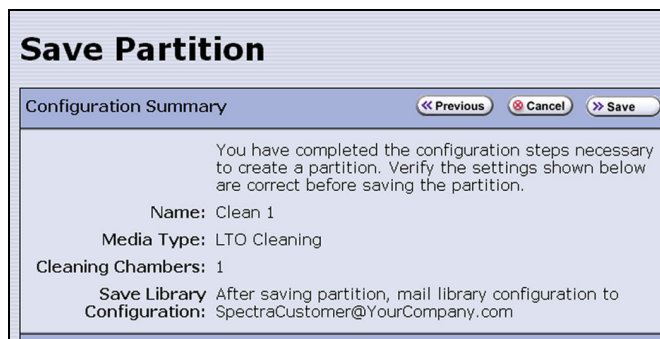 Save Partition
Configuration Summary
Previous
Cancel
Save
You have completed the configuration steps necessary
to create a partition. Verify the settings shown below
are correct before saving the partition.
Name: Clean 1
Media Type: LTO Cleaning
Cleaning Chambers: 1
Save Library After saving partition, mail library configuration to
Configuration: SpectraCustomer@YourCompany.com